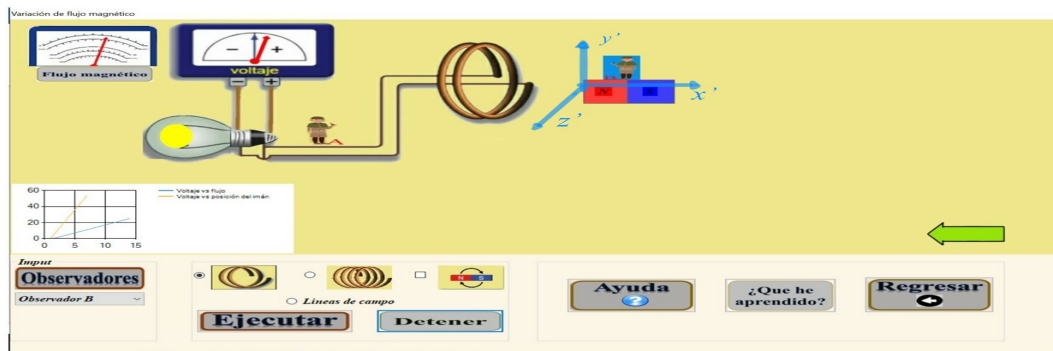 Variación de flujo magnético
Flujo magnético
− +
voltaje
− +
A
y’
x’
z’
N
60
40
20
0
0 5 10 15
Voltaje vs flujo
Voltaje vs posición del imán
Imput
Observadores
Observador B
N S
Lineas de campo
Ejecutar
Detener
Ayuda
?
¿Que he
aprendido?
Regresar